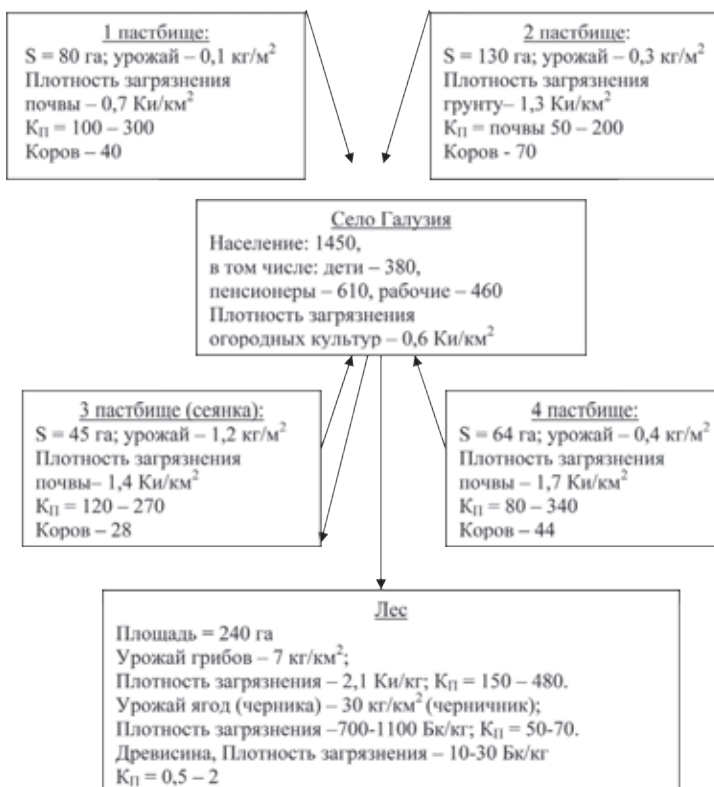 1 пастбище:
S = 80 га; урожай – 0,1 кг/м²
Плотность загрязнения
почвы – 0,7 Ки/км²
КП = 100 – 300
Коров – 40
2 пастбище:
S = 130 га; урожай – 0,3 кг/м²
Плотность загрязнения
грунту– 1,3 Ки/км²
КП = почвы 50 – 200
Коров - 70
Село Галузия
Население: 1450,
в том числе: дети – 380,
пенсионеры – 610, рабочие – 460
Плотность загрязнения
огородных культур – 0,6 Ки/км²
3 пастбище (сеянка):
S = 45 га; урожай – 1,2 кг/м²
Плотность загрязнения
почвы– 1,4 Ки/км²
КП = 120 – 270
Коров – 28
4 пастбище:
S = 64 га; урожай – 0,4 кг/м²
Плотность загрязнения
почвы – 1,7 Ки/км²
КП = 80 – 340
Коров – 44
Лес
Площадь = 240 га
Урожай грибов – 7 кг/км²;
Плотность загрязнения – 2,1 Ки/кг; КП = 150 – 480.
Урожай ягод (черника) – 30 кг/км² (черничник);
Плотность загрязнения –700-1100 Бк/кг; КП = 50-70.
Древисина, Плотность загрязнения – 10-30 Бк/кг
КП = 0,5 – 2